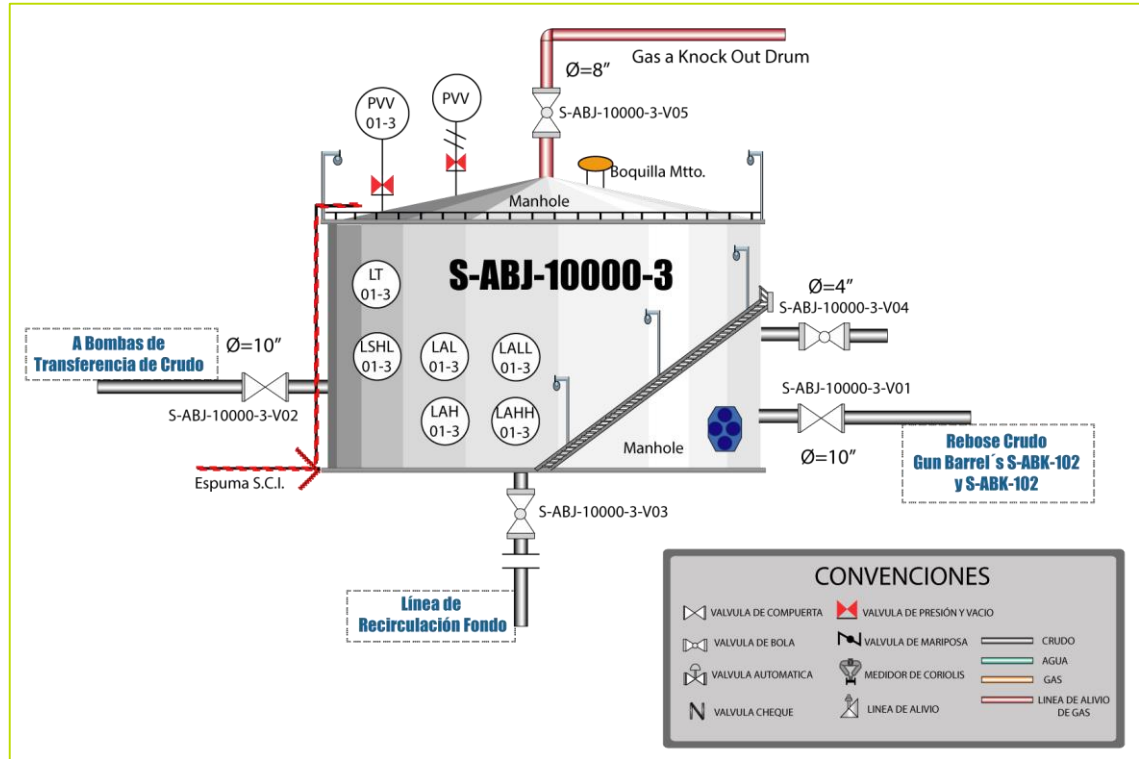 Gas a Knock Out Drum
Ø=8”
PVV
01-3
PVV
S-ABJ-10000-3-V05
Boquilla Mtto.
Manhole
S-ABJ-10000-3
LT
01-3
Ø=4”
S-ABJ-10000-3-V04
A Bombas de
Transferencia de Crudo
Ø=10”
LSHL
01-3
LAL
01-3
LALL
01-3
S-ABJ-10000-3-V02
S-ABJ-10000-3-V01
LAH
01-3
LAHH
01-3
Manhole
Ø=10”
Rebose Crudo
Gun Barrel´s S-ABK-102
y S-ABK-102
Espuma S.C.I.
S-ABJ-10000-3-V03
Línea de
Recirculación Fondo
CONVENCIONES
VALVULA DE COMPUERTA
VALVULA DE PRESIÓN Y VACIO
VALVULA DE BOLA
VALVULA DE MARIPOSA
CRUDO
AGUA
VALVULA AUTOMATICA
MEDIDOR DE CORIOLIS
GAS
VALVULA CHEQUE
LINEA DE ALIVIO
LINEA DE ALIVIO
DE GAS